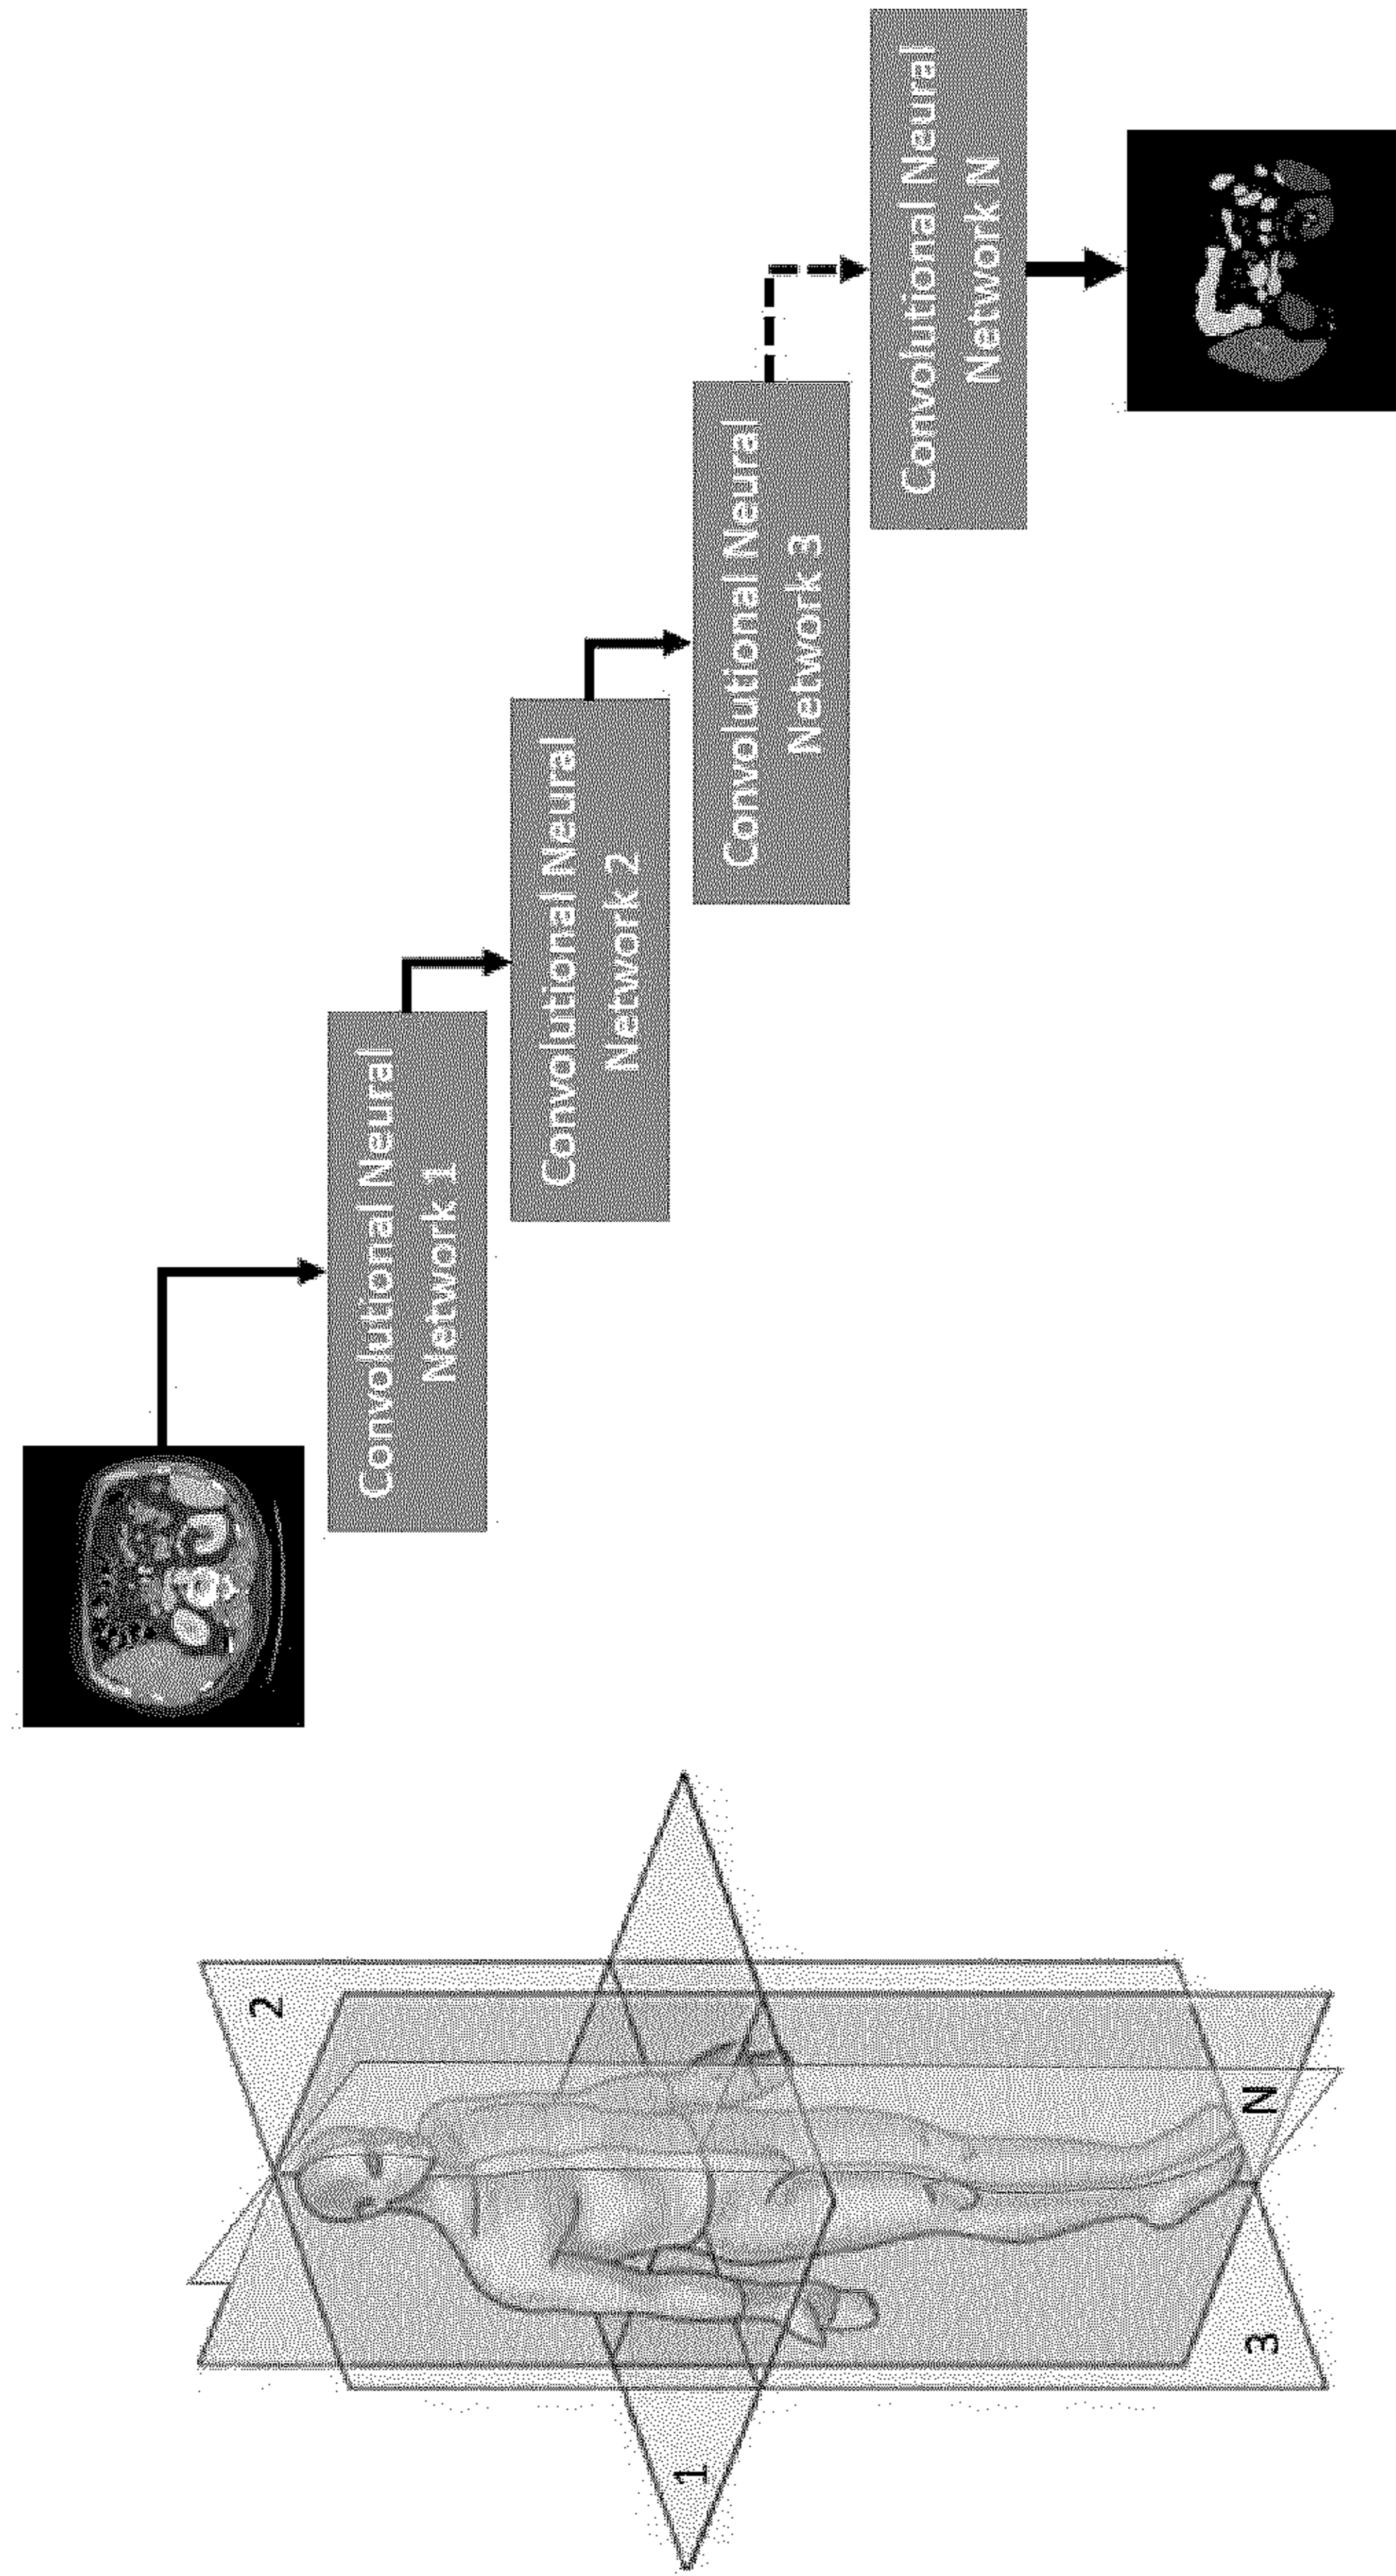 2
1
3
N
Convolutional Neural
Network 1
Convolutional Neural
Network 2
Convolutional Neural
Network 3
Convolutional Neural
Network N